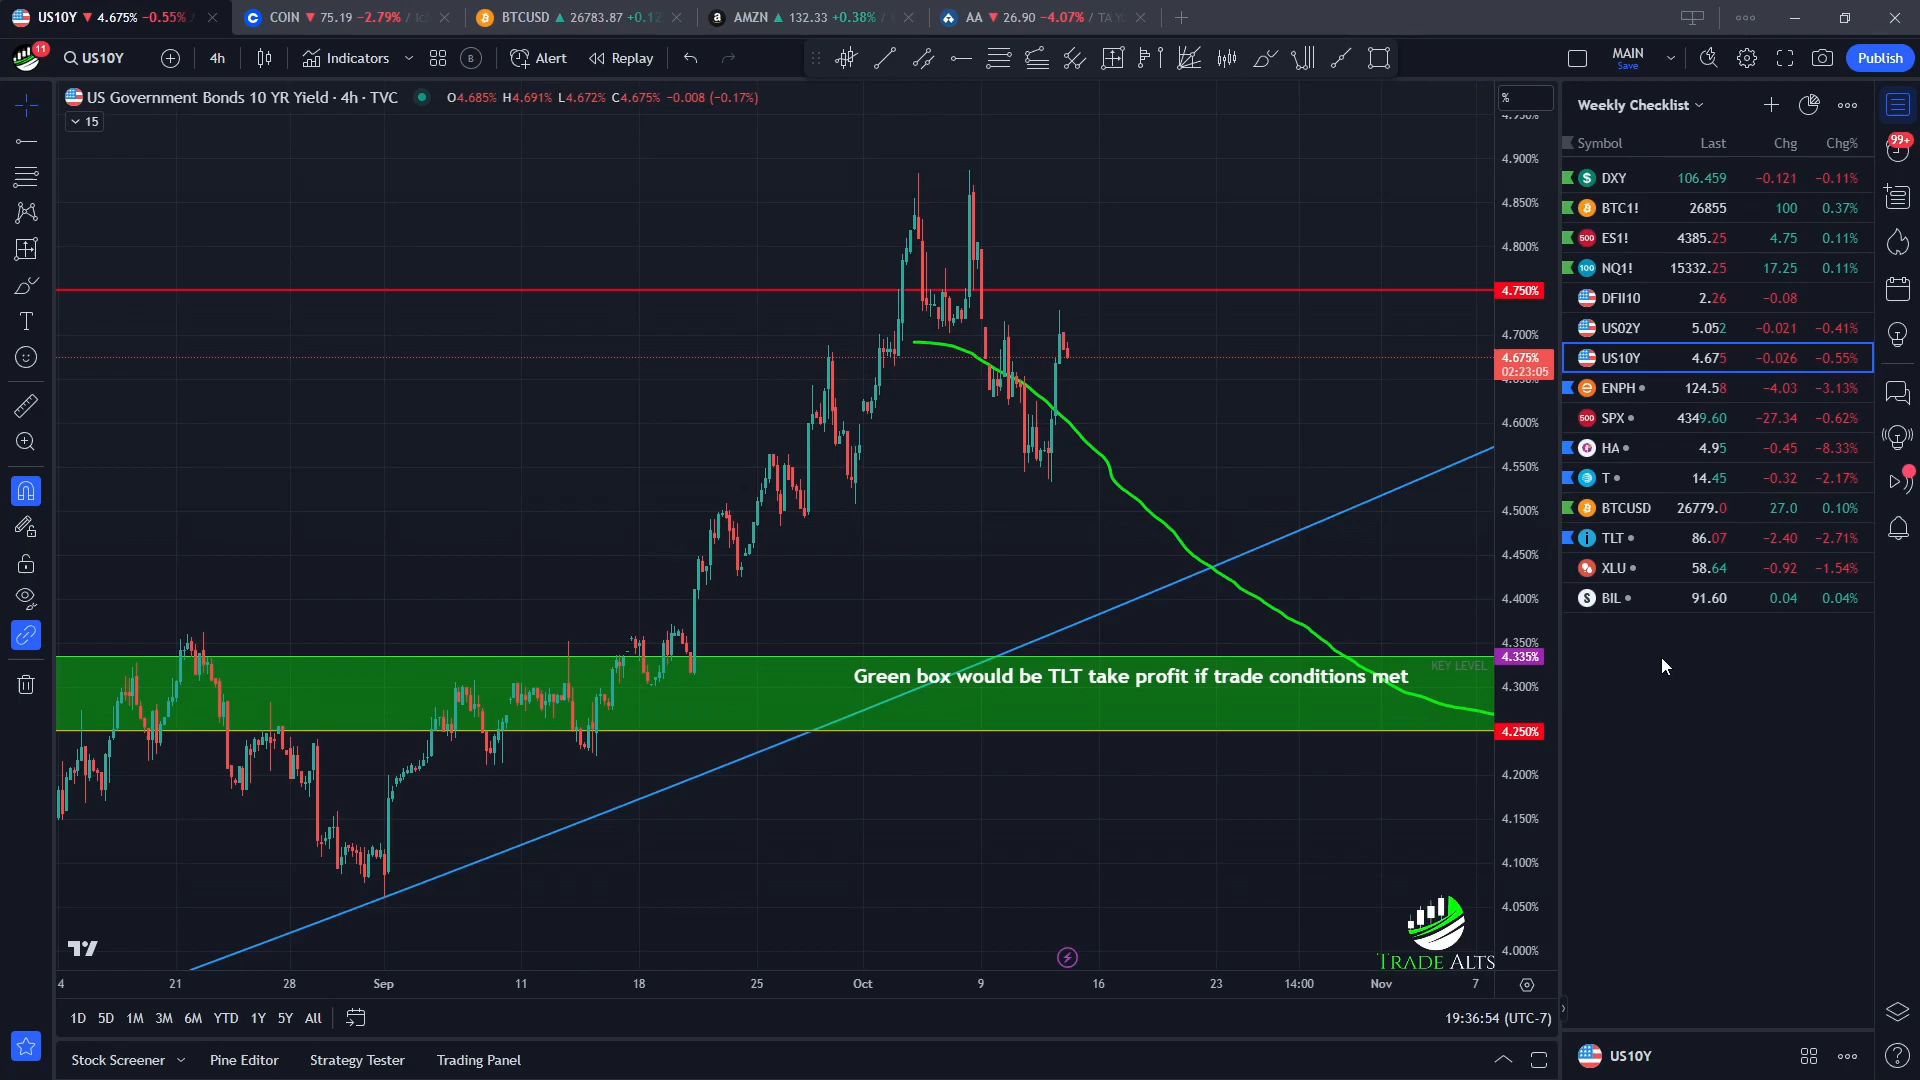 US10Y 4.675% −0.55% /
COIN 75.19 −2.79% /
BTCUSD 26783.87
AMZN 132.33 +0.38% /
AA 26.90 −4.07% /
11
US10Y
4h
Indicators
B
Alert
Replay
MAIN
Save
Publish
US Government Bonds 10 YR Yield · 4h · TVC
O4.685% H4.691% L4.672% C4.675% −0.008 (−0.17%)
15
%
4.900%
4.850%
4.800%
4.750%
4.700%
4.675%
02:23:05
4.600%
4.550%
4.500%
4.450%
4.400%
4.350%
4.335%
KEY LEVEL
Green box would be TLT take profit if trade conditions met
4.300%
4.250%
4.200%
4.150%
4.100%
4.050%
4.000%
TRADE ALTS
4 21 28 Sep 11 18 25 Oct 9 16 23 14:00 Nov 7
1D 5D 1M 3M 6M YTD 1Y 5Y All
19:36:54 (UTC-7)
Stock Screener
Pine Editor
Strategy Tester
Trading Panel
Weekly Checklist
Symbol Last Chg Chg%
DXY 106.459 −0.121 −0.11%
BTC1! 26855 100 0.37%
500 ES1! 4385.25 4.75 0.11%
100 NQ1! 15332.25 17.25 0.11%
DFII10 2.26 −0.08
US02Y 5.052 −0.021 −0.41%
US10Y 4.675 −0.026 −0.55%
ENPH 124.58 −4.03 −3.13%
500 SPX 4349.60 −27.34 −0.62%
HA 4.95 −0.45 −8.33%
T 14.45 −0.32 −2.17%
BTCUSD 26779.0 27.0 0.10%
TLT 86.07 −2.40 −2.71%
XLU 58.64 −0.92 −1.54%
BIL 91.60 0.04 0.04%
US10Y
99+